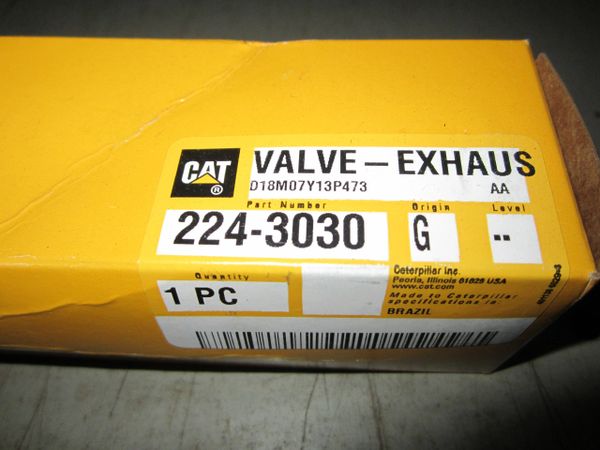 CAT®
VALVE-EXHAUS
D18M07Y13P473 AA
Part Number Origin Level
224-3030 G --
Quantity
1 PC
Caterpillar Inc.
Peoria, Illinois 61629 USA
www.cat.com
Made to Caterpillar
specifications in:
BRAZIL